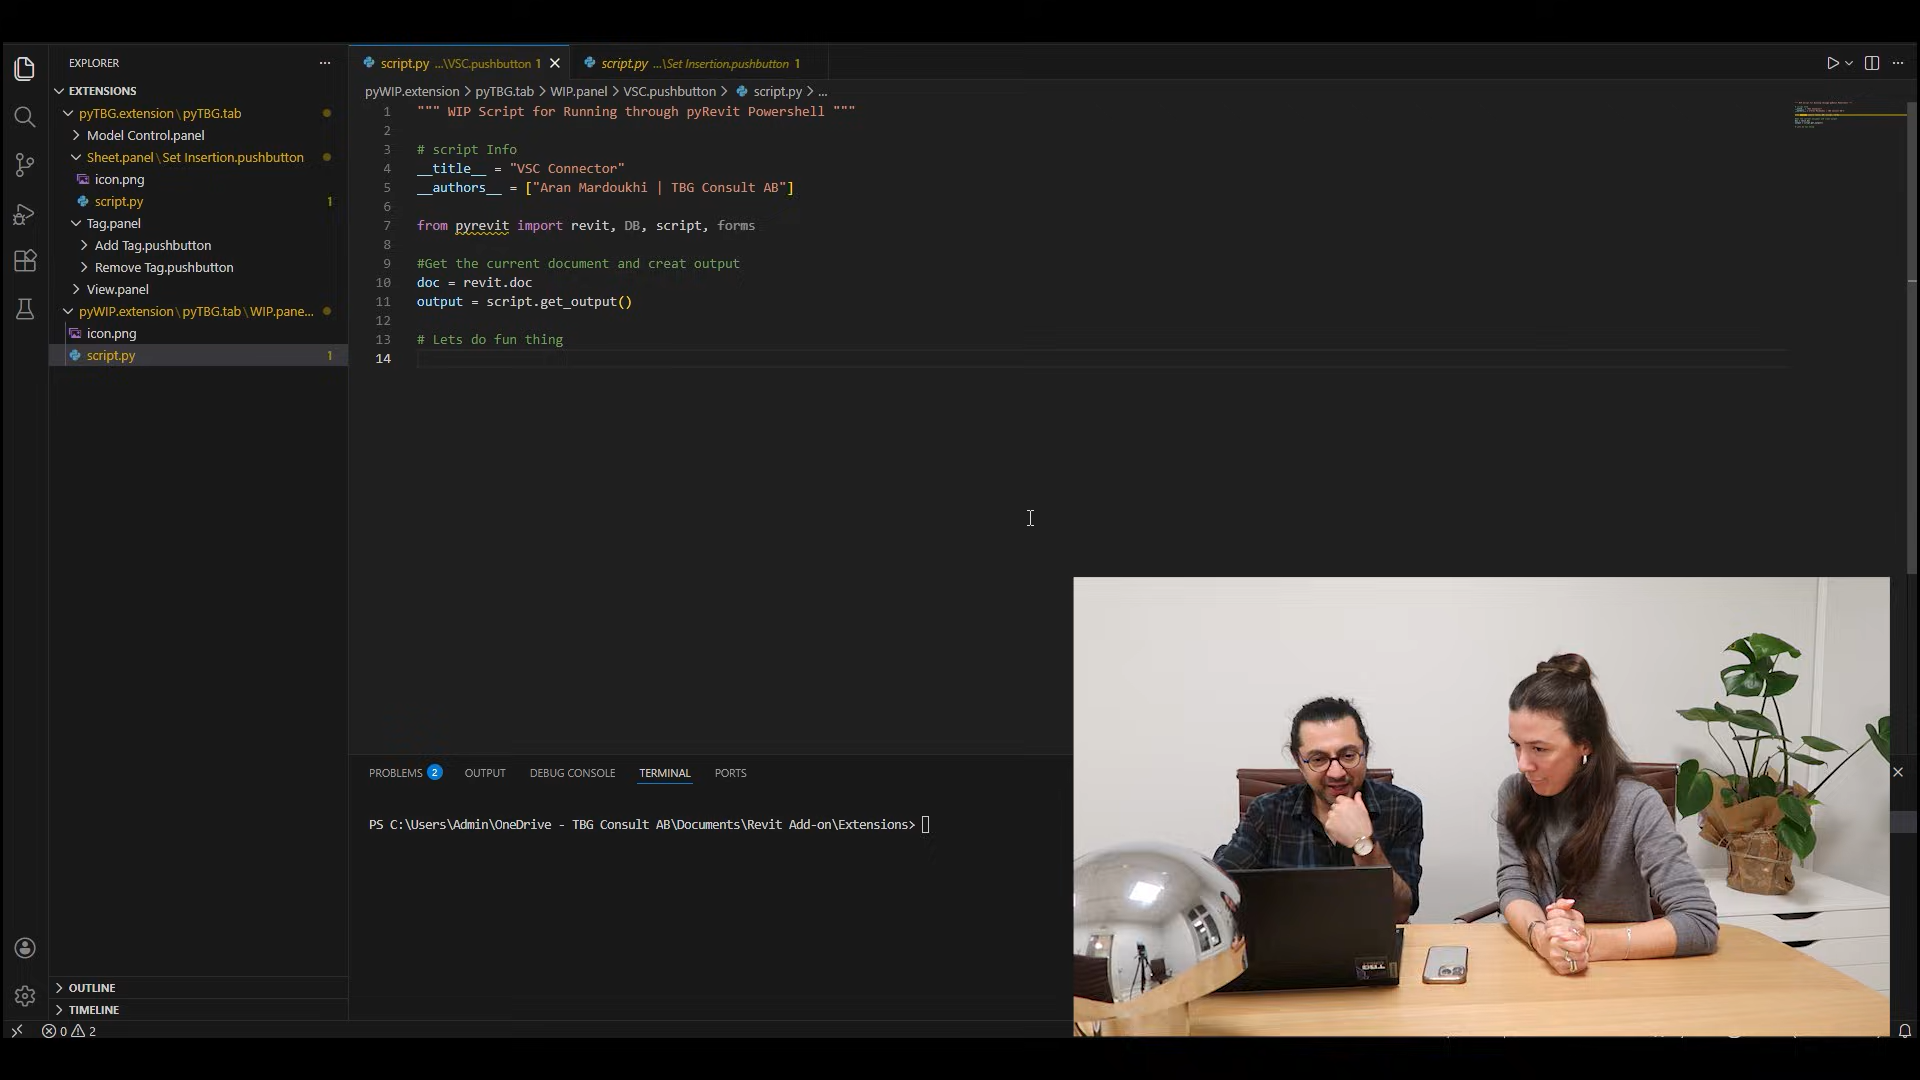 EXPLORER
EXTENSIONS
pyTBG.extension\pyTBG.tab
Model Control.panel
Sheet.panel\Set Insertion.pushbutton
icon.png
script.py 1
Tag.panel
Add Tag.pushbutton
Remove Tag.pushbutton
View.panel
pyWIP.extension\pyTBG.tab\WIP.pane...
icon.png
script.py 1
OUTLINE
TIMELINE
script.py ...\VSC.pushbutton 1
script.py ...\Set Insertion.pushbutton 1
pyWIP.extension > pyTBG.tab > WIP.panel > VSC.pushbutton > script.py > ...
1 """ WIP Script for Running through pyRevit Powershell """
2
3 # script Info
4 __title__ = "VSC Connector"
5 __authors__ = ["Aran Mardoukhi | TBG Consult AB"]
6
7 from pyrevit import revit, DB, script, forms
8
9 #Get the current document and creat output
10 doc = revit.doc
11 output = script.get_output()
12
13 # Lets do fun thing
14
PROBLEMS 2 OUTPUT DEBUG CONSOLE TERMINAL PORTS
PS C:\Users\Admin\OneDrive - TBG Consult AB\Documents\Revit Add-on\Extensions>
TBG
0 2